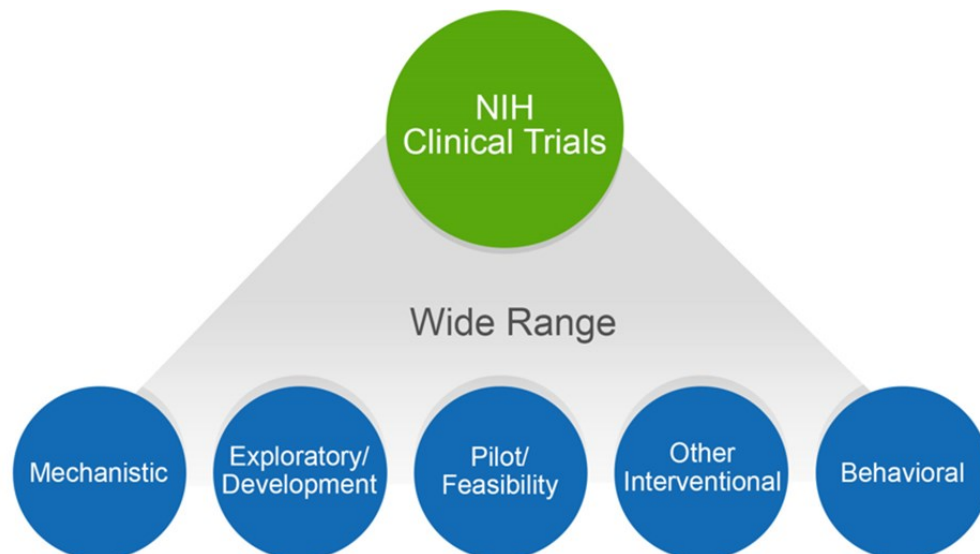 NIH
Clinical Trials
Wide Range
Mechanistic
Exploratory/
Development
Pilot/
Feasibility
Other
Interventional
Behavioral